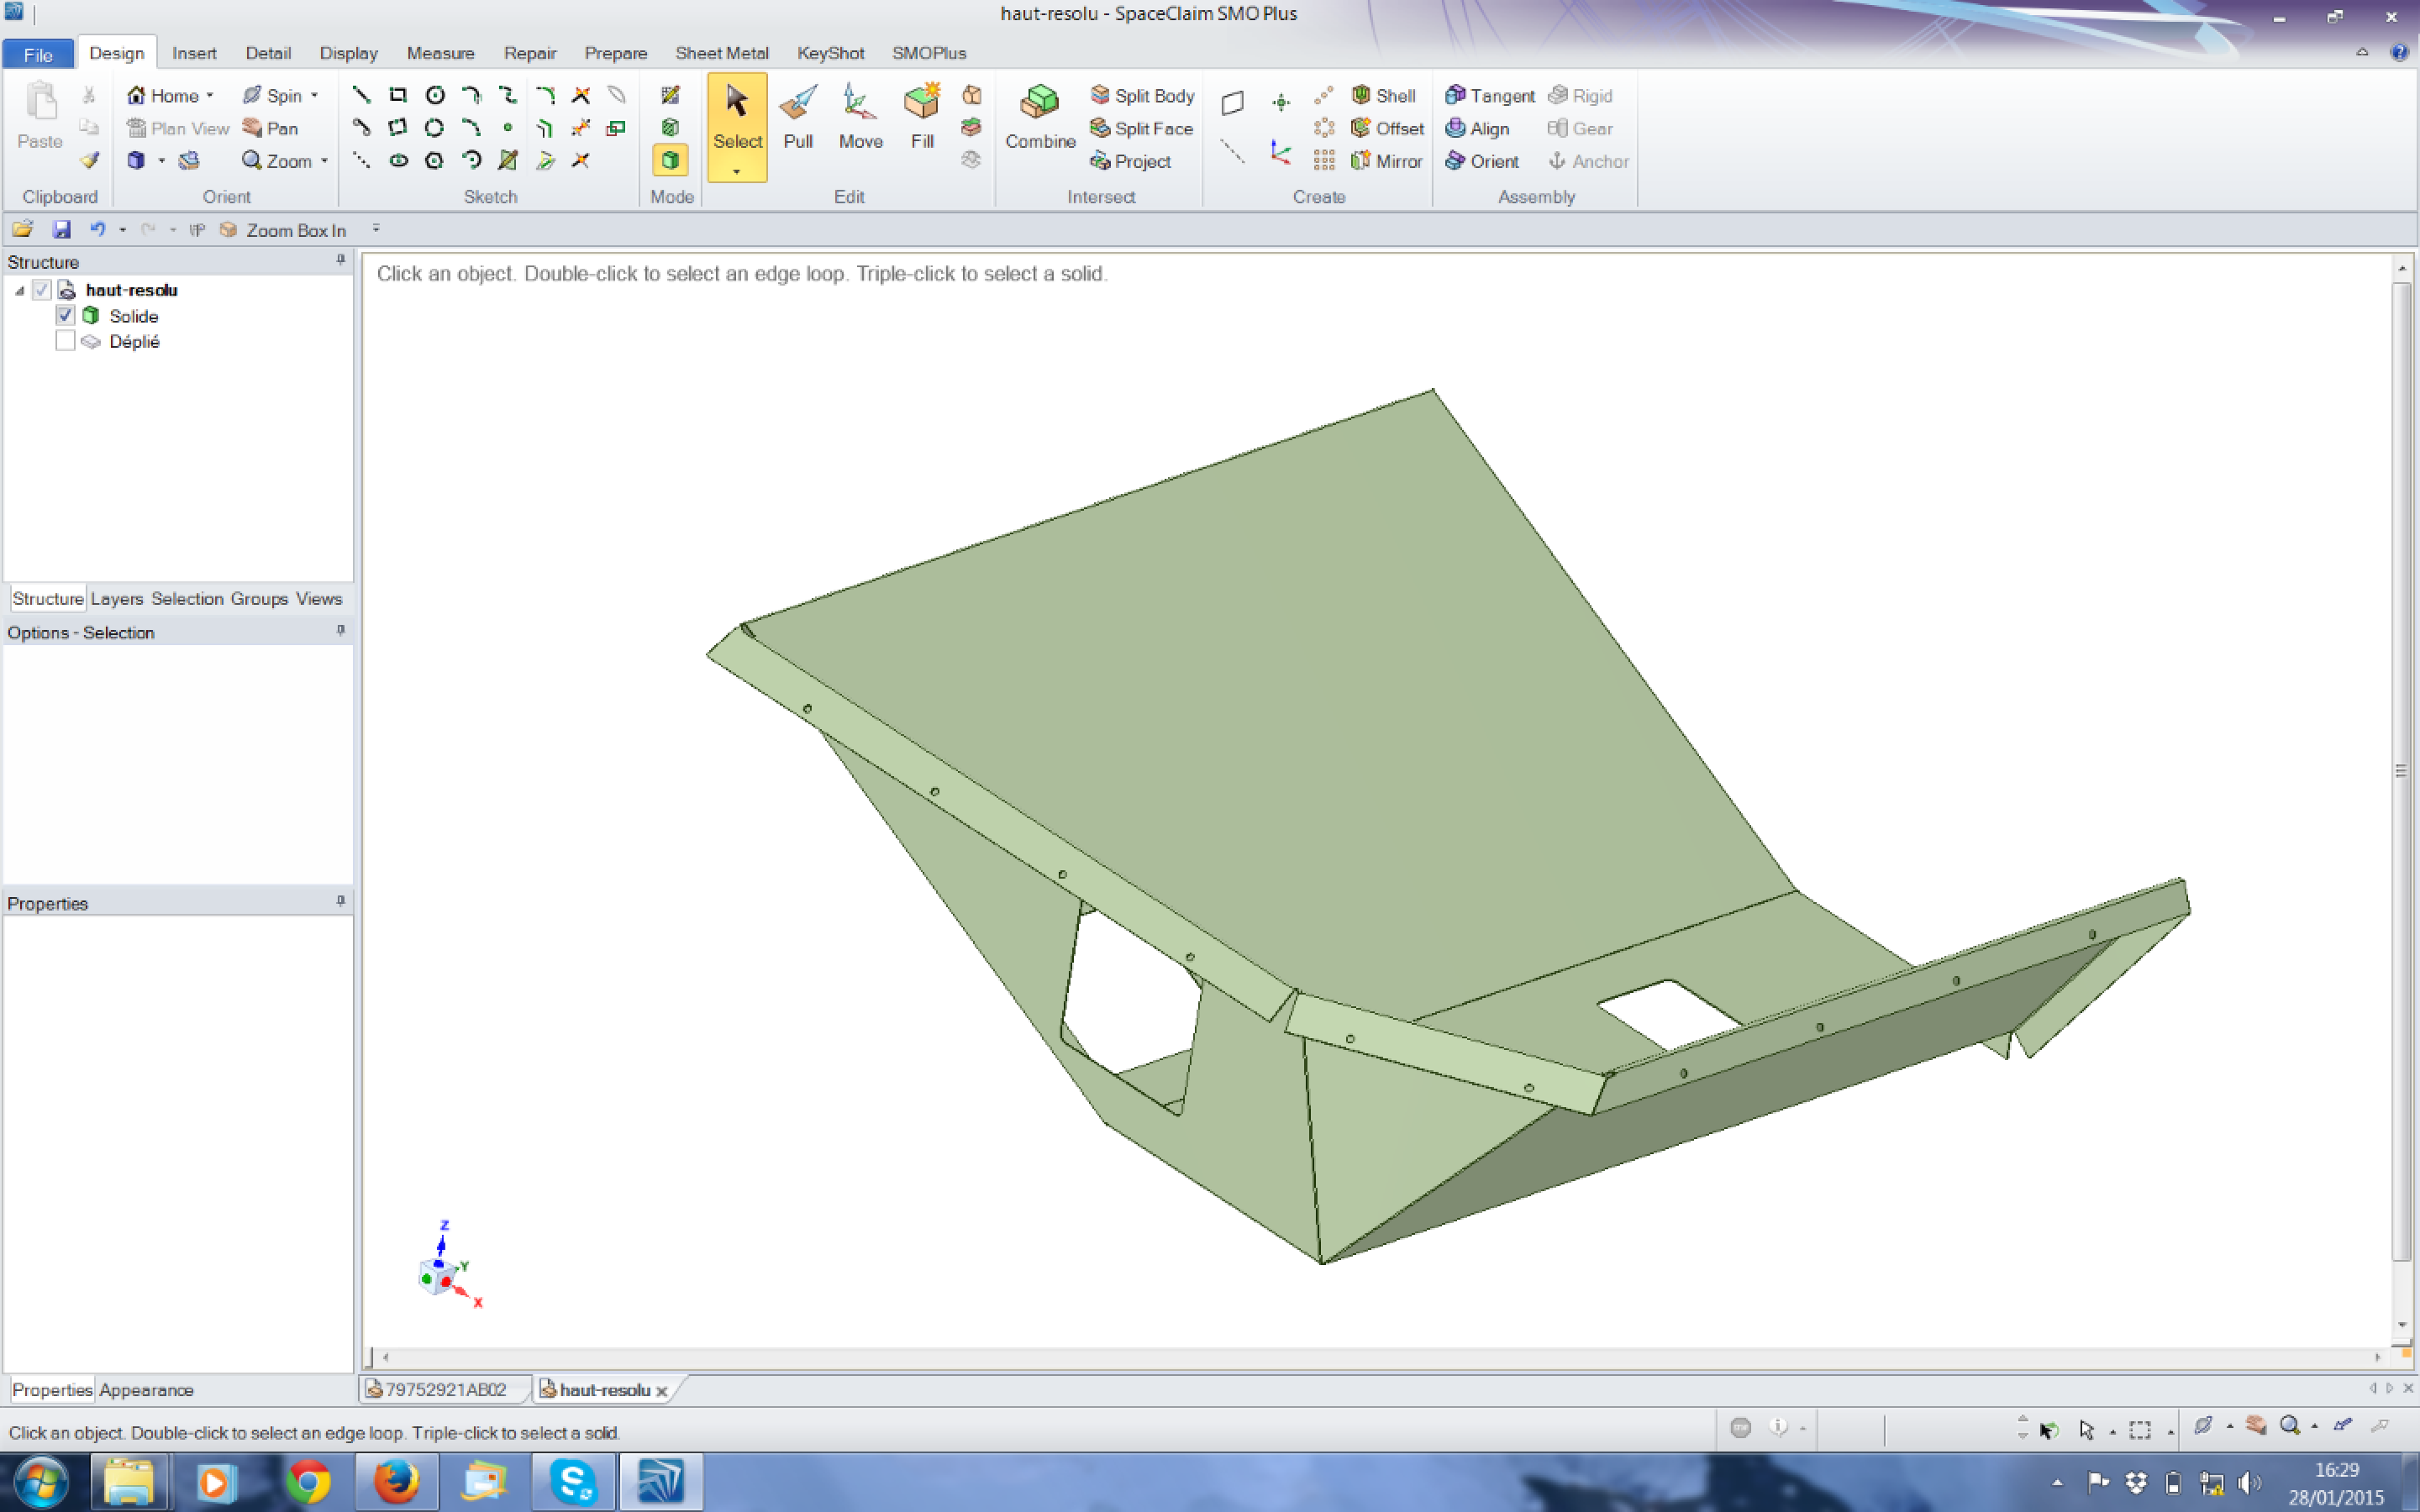 haut-resolu - SpaceClaim SMO Plus
File Design Insert Detail Display Measure Repair Prepare Sheet Metal KeyShot SMOPlus
Home Spin Split Body Shell Tangent Rigid
Plan View Pan Split Face Offset Align Gear
Paste Select Pull Move Fill Combine
Zoom Project Mirror Orient Anchor
Clipboard Orient Sketch Mode Edit Intersect Create Assembly
Zoom Box In
Structure
Click an object. Double-click to select an edge loop. Triple-click to select a solid.
haut-resolu
Solide
Déplié
Structure Layers Selection Groups Views
Options - Selection
Properties
Z
Y
X
Properties Appearance
79752921AB02 haut-resolu
Click an object. Double-click to select an edge loop. Triple-click to select a solid.
16:29
28/01/2015